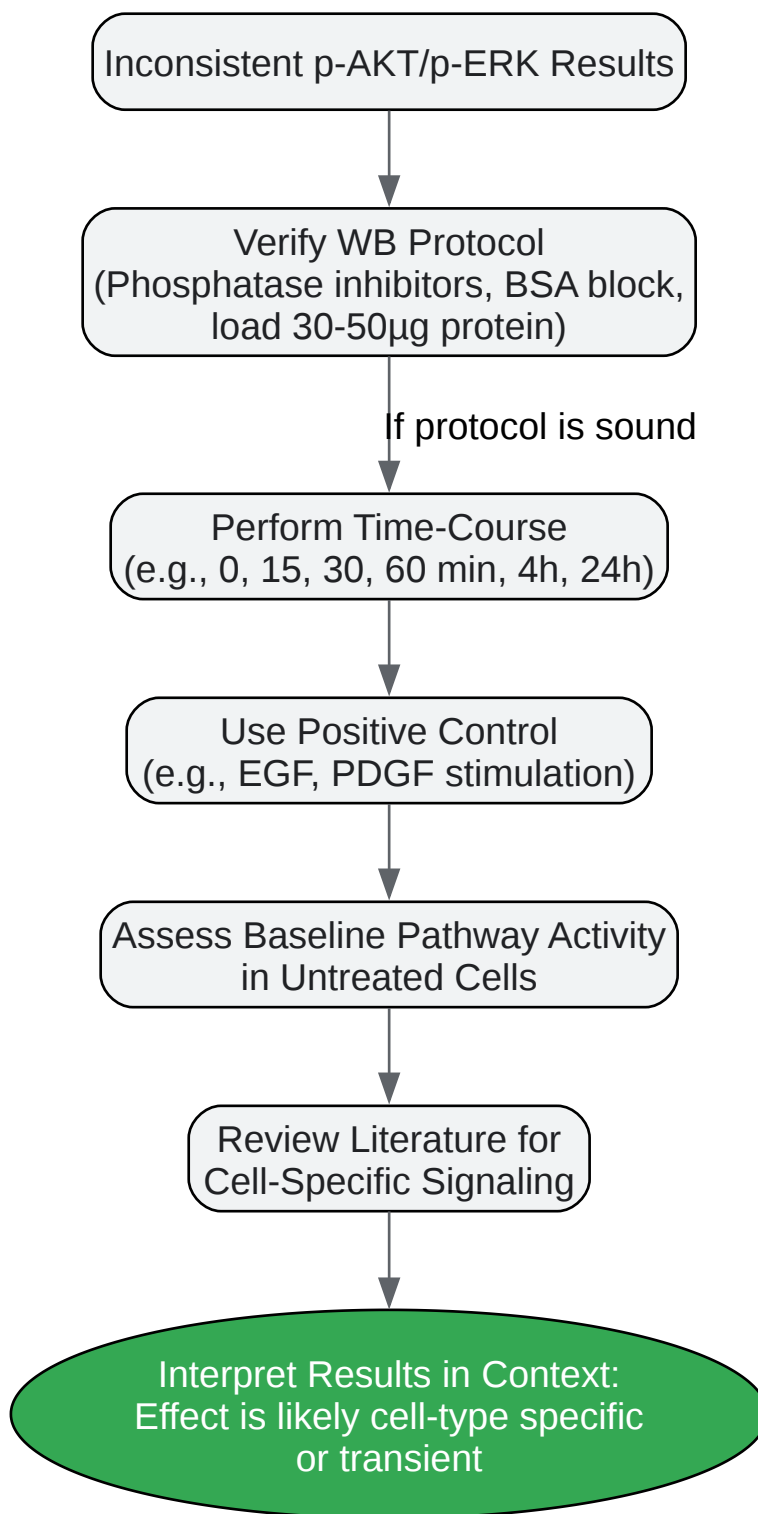 Inconsistent p-AKT/p-ERK Results
Verify WB Protocol
(Phosphatase inhibitors, BSA block,
load 30-50µg protein)
If protocol is sound
Perform Time-Course
(e.g., 0, 15, 30, 60 min, 4h, 24h)
Use Positive Control
(e.g., EGF, PDGF stimulation)
Assess Baseline Pathway Activity
in Untreated Cells
Review Literature for
Cell-Specific Signaling
Interpret Results in Context:
Effect is likely cell-type specific
or transient